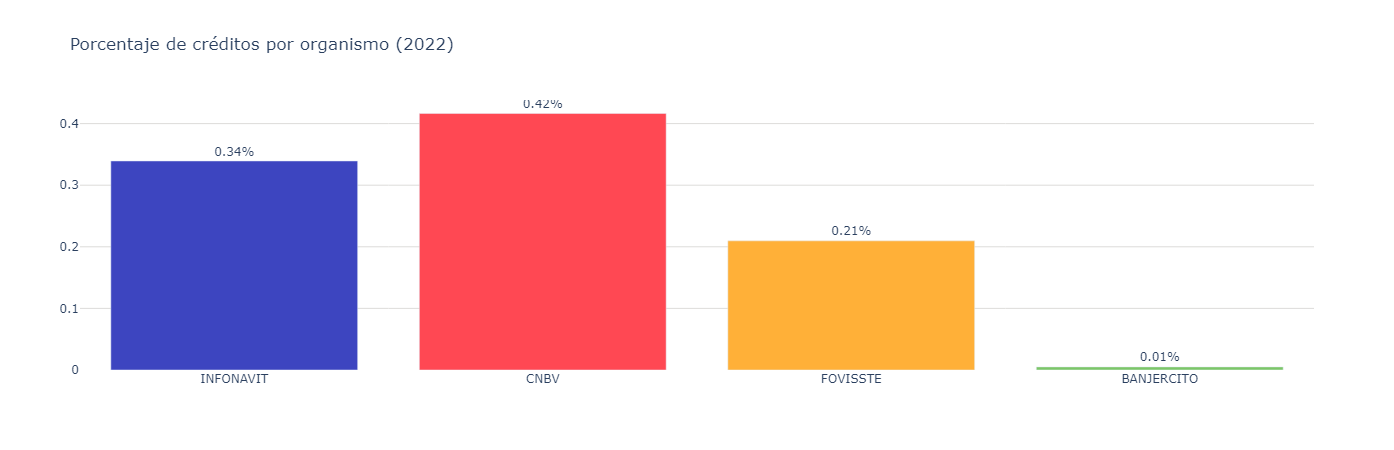 Porcentaje de créditos por organismo (2022)
0.42%
0.4
0.34%
0.3
0.21%
0.2
0.1
0.01%
0
INFONAVIT
CNBV
FOVISSTE
BANJERCITO